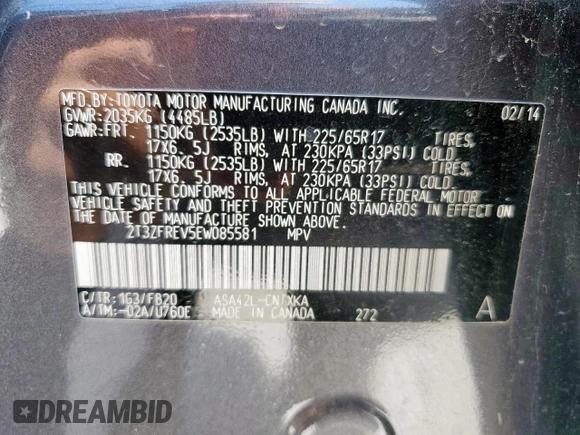 MFD. BY: TOYOTA MOTOR MANUFACTURING CANADA INC. 02/14
GVWR: 2035KG (4485LB)
GAWR: FRT. 1150KG (2535LB) WITH 225/65R17 TIRES,
17X6. 5J RIMS, AT 230KPA (33PSI) COLD
RR. 1150KG (2535LB) WITH 225/65R17 TIRES,
17X6. 5J RIMS, AT 230KPA (33PSI) COLD.
THIS VEHICLE CONFORMS TO ALL APPLICABLE FEDERAL MOTOR
VEHICLE SAFETY AND THEFT PREVENTION STANDARDS IN EFFECT
ON THE DATE OF MANUFACTURE SHOWN ABOVE.
2T3ZFREV5EW085581 MPV
C/TR: 1G3/FB20 ASA42L-CNTXKA
A/TM: -02A/U760E MADE IN CANADA 272 A
DREAMBID